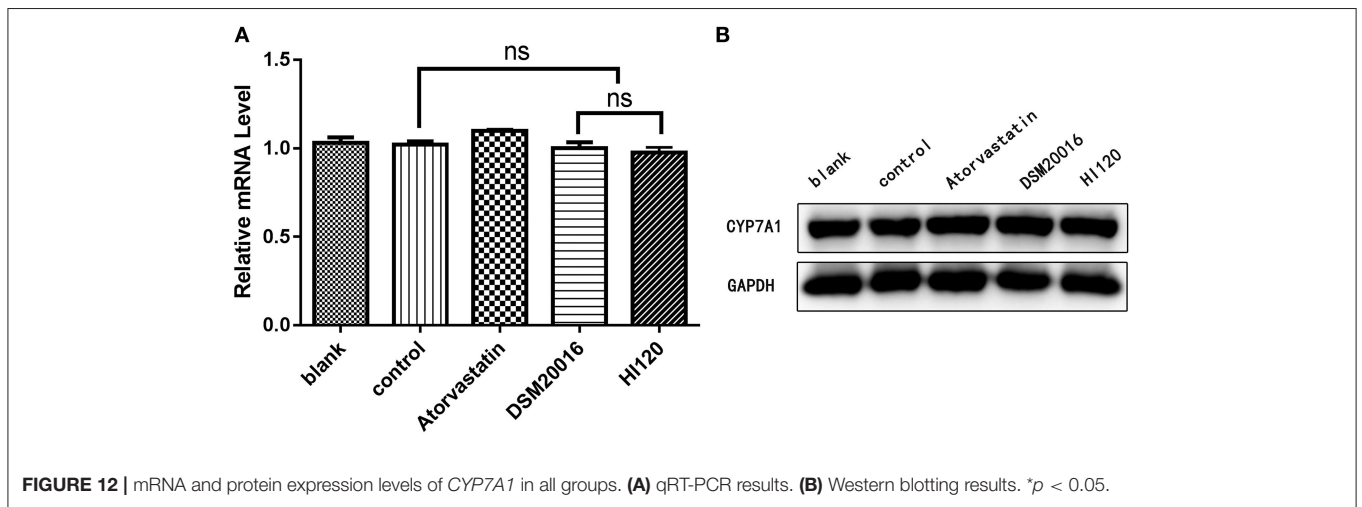 A
1.5
1.0
0.5
0.0
Relative mRNA Level
ns
ns
blank
control
Atorvastatin
DSM20016
HI120
B
blank
control
Atorvastatin
DSM20016
HI120
CYP7A1
GAPDH
FIGURE 12 | mRNA and protein expression levels of CYP7A1 in all groups. (A) qRT-PCR results. (B) Western blotting results. *p < 0.05.